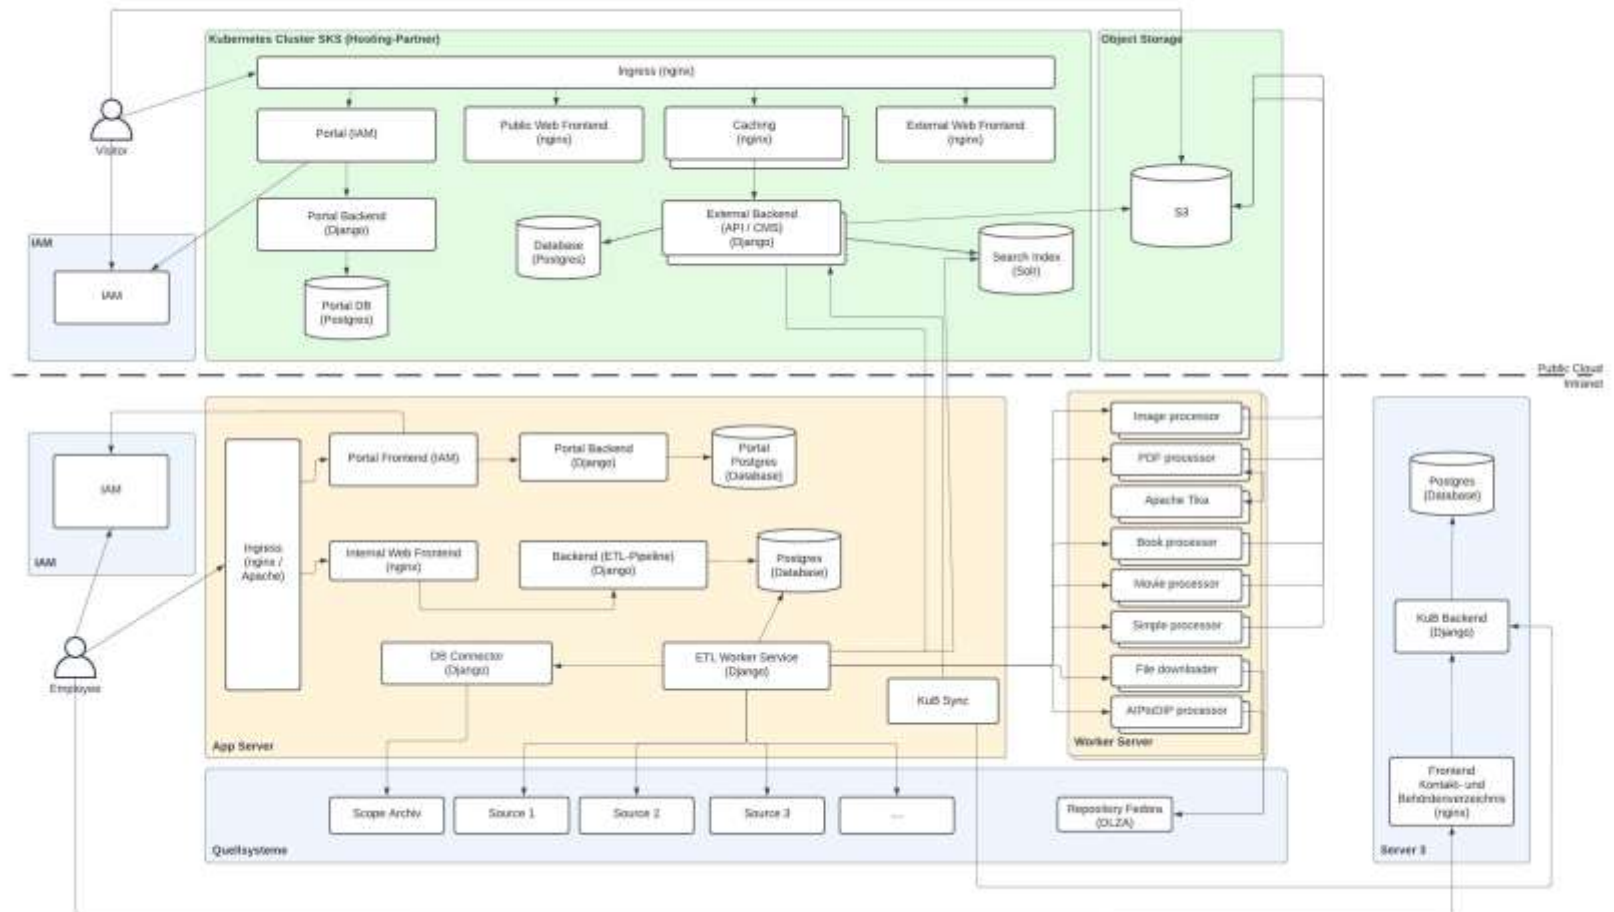 Kubernetes Cluster SKS (Hosting-Partner)
Object Storage
Ingress (nginx)
Portal (IAM)
Public Web Frontend
(nginx)
Caching
(nginx)
External Web Frontend
(nginx)
Visitor
Portal Backend
(Django)
External Backend
(API / CMS)
(Django)
Database
(Postgres)
Search Index
(Solr)
S3
IAM
IAM
Portal DB
(Postgres)
Public Cloud
Intranet
IAM
IAM
Ingress
(nginx /
Apache)
Portal Frontend (IAM)
Portal Backend
(Django)
Portal
Postgres
(Database)
Internal Web Frontend
(nginx)
Backend (ETL-Pipeline)
(Django)
Postgres
(Database)
Employee
DB Connector
(Django)
ETL Worker Service
(Django)
KuB Sync
App Server
Image processor
PDF processor
Apache Tika
Book processor
Movie processor
Simple processor
File downloader
AIPtoDIP processor
Worker Server
Postgres
(Database)
KuB Backend
(Django)
Frontend
Kontakt- und
Behördenverzeichnis
(nginx)
Server 3
Scope Archiv
Source 1
Source 2
Source 3
...
Repository Fedora
(DLZA)
Quellsysteme